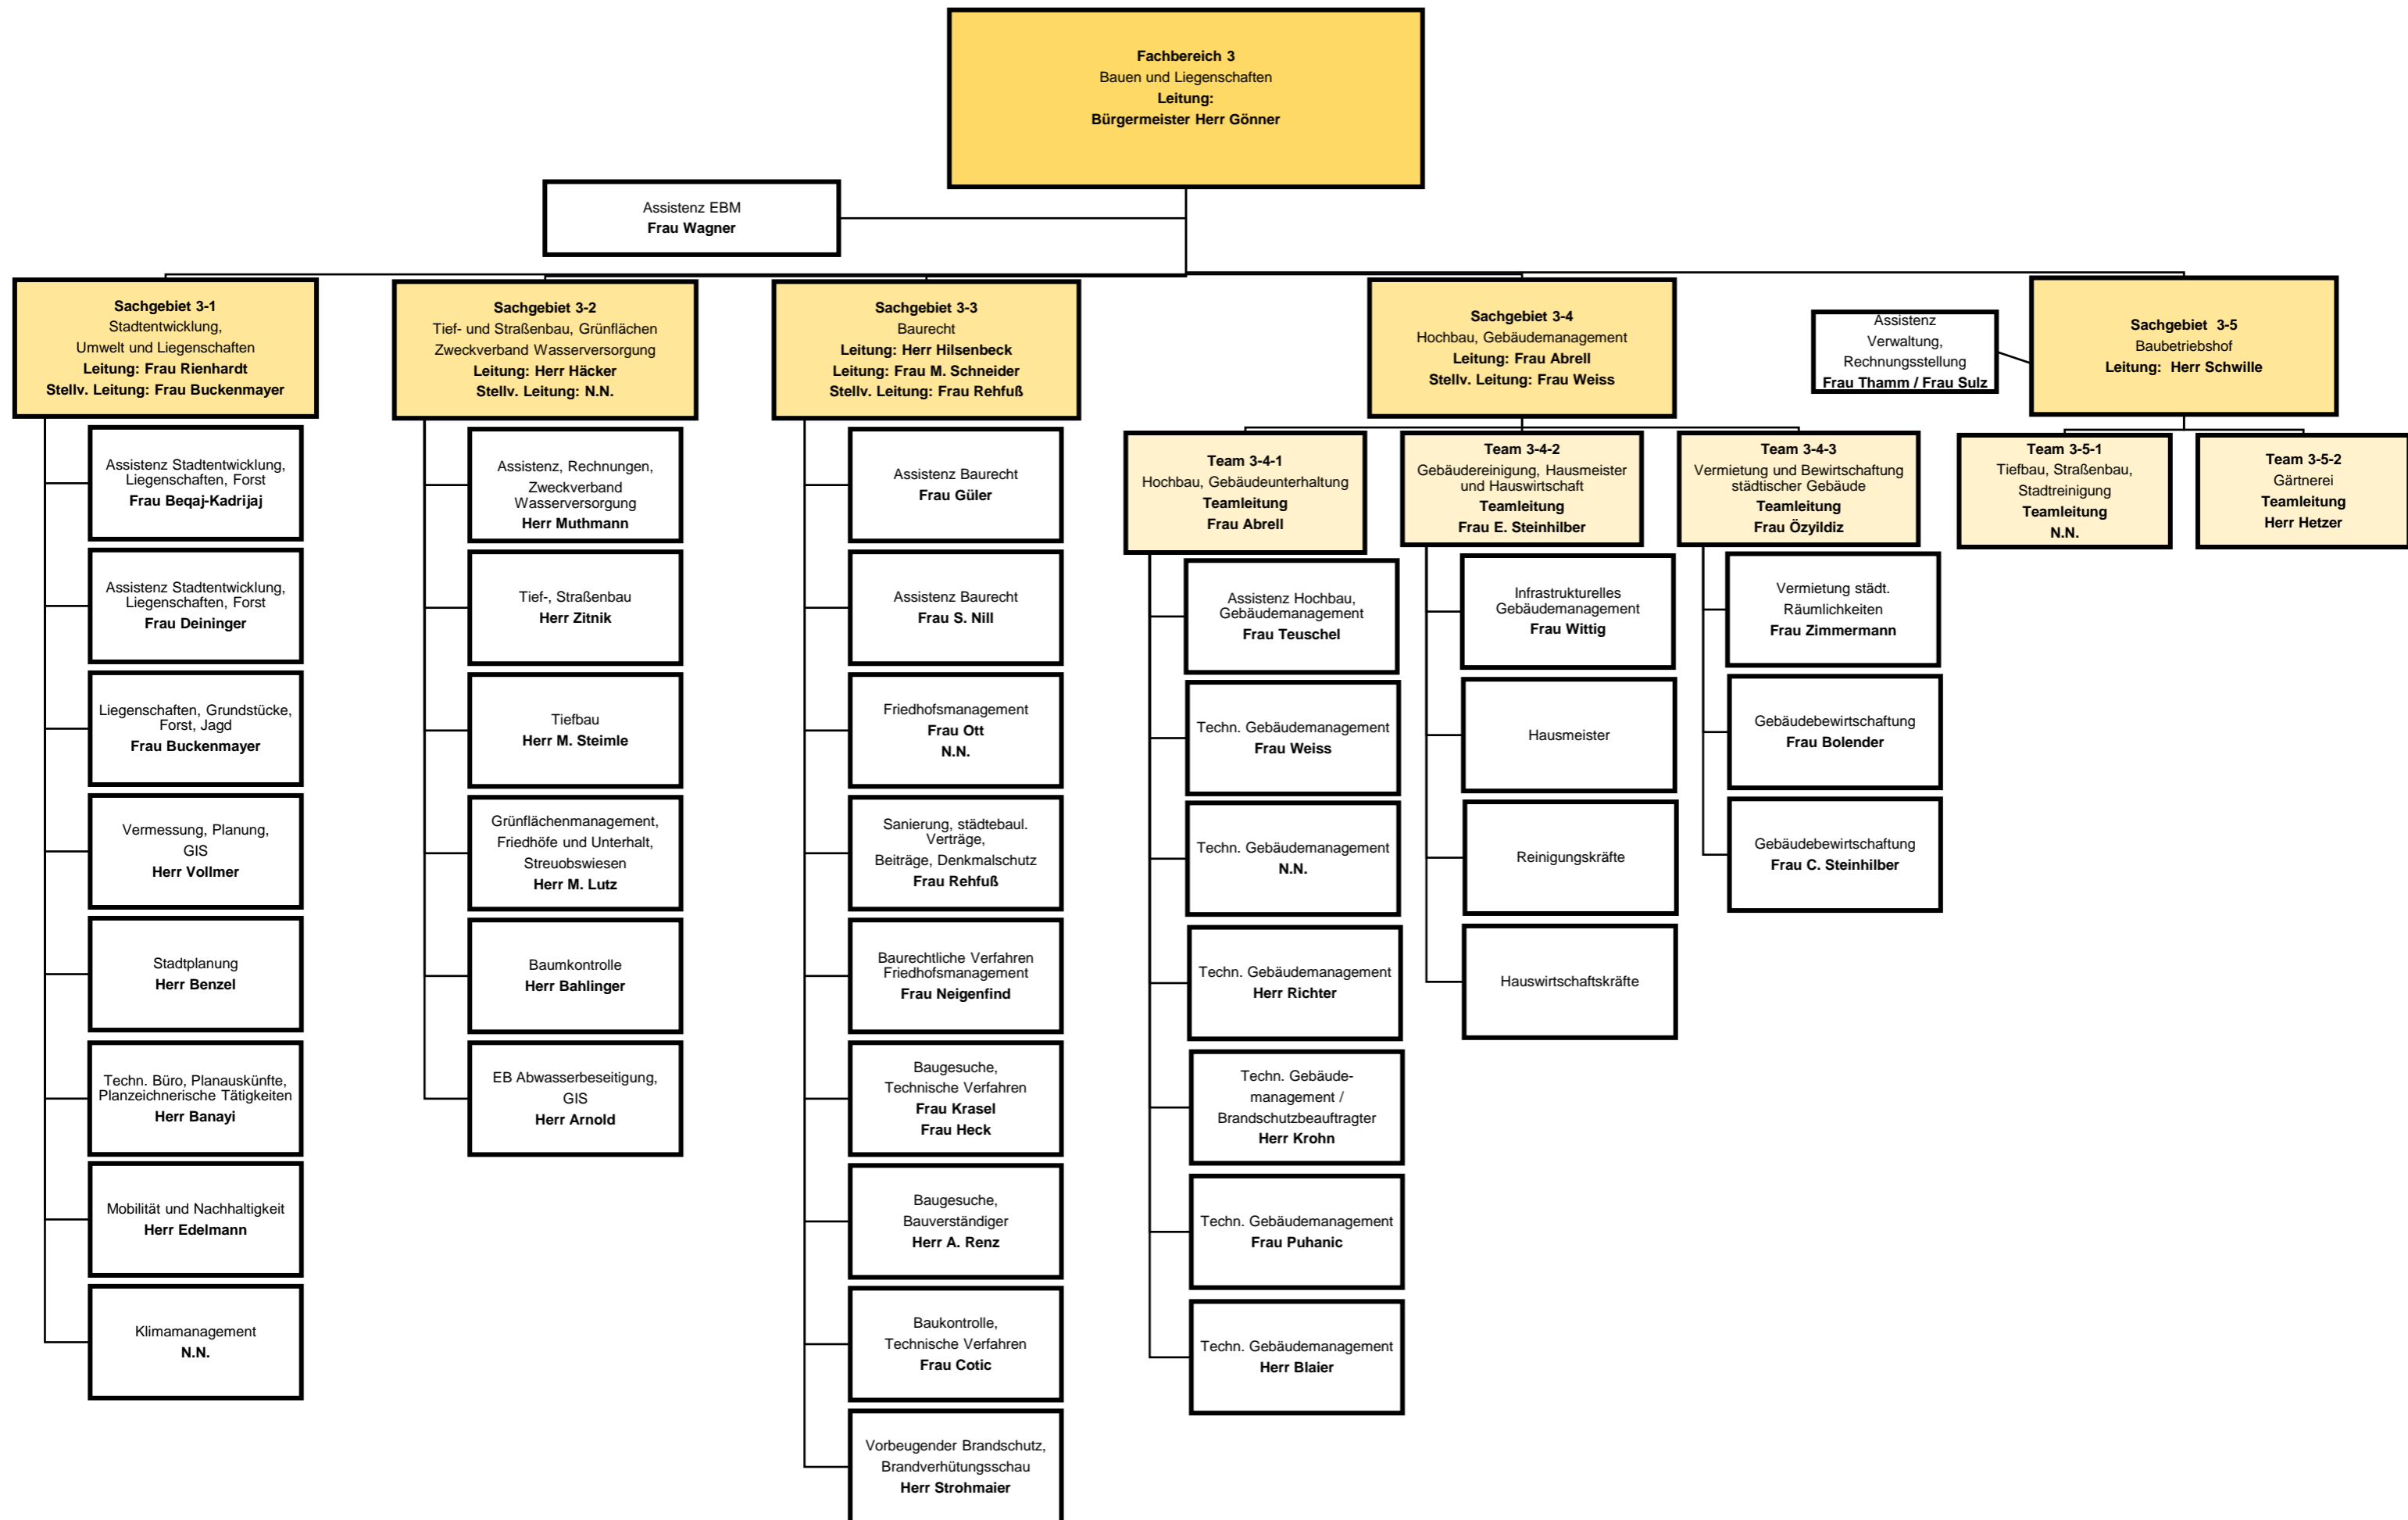 Fachbereich 3
Bauen und Liegenschaften
Leitung:
Bürgermeister Herr Gönner
Assistenz EBM
Frau Wagner
Sachgebiet 3-1
Stadtentwicklung,
Umwelt und Liegenschaften
Leitung: Frau Rienhardt
Stellv. Leitung: Frau Buckenmayer
Sachgebiet 3-2
Tief- und Straßenbau, Grünflächen
Zweckverband Wasserversorgung
Leitung: Herr Häcker
Stellv. Leitung: N.N.
Sachgebiet 3-3
Baurecht
Leitung: Herr Hilsenbeck
Leitung: Frau M. Schneider
Stellv. Leitung: Frau Rehfuß
Sachgebiet 3-4
Hochbau, Gebäudemanagement
Leitung: Frau Abrell
Stellv. Leitung: Frau Weiss
Assistenz
Verwaltung,
Rechnungsstellung
Frau Thamm / Frau Sulz
Sachgebiet 3-5
Baubetriebshof
Leitung: Herr Schwille
Assistenz Stadtentwicklung,
Liegenschaften, Forst
Frau Beqaj-Kadrijaj
Assistenz Stadtentwicklung,
Liegenschaften, Forst
Frau Deininger
Liegenschaften, Grundstücke,
Forst, Jagd
Frau Buckenmayer
Vermessung, Planung,
GIS
Herr Vollmer
Stadtplanung
Herr Benzel
Techn. Büro, Planauskünfte,
Planzeichnerische Tätigkeiten
Herr Banayi
Mobilität und Nachhaltigkeit
Herr Edelmann
Klimamanagement
N.N.
Assistenz, Rechnungen,
Zweckverband
Wasserversorgung
Herr Muthmann
Tief-, Straßenbau
Herr Zitnik
Tiefbau
Herr M. Steimle
Grünflächenmanagement,
Friedhöfe und Unterhalt,
Streuobswiesen
Herr M. Lutz
Baumkontrolle
Herr Bahlinger
EB Abwasserbeseitigung,
GIS
Herr Arnold
Assistenz Baurecht
Frau Güler
Assistenz Baurecht
Frau S. Nill
Friedhofsmanagement
Frau Ott
N.N.
Sanierung, städtebaul.
Verträge,
Beiträge, Denkmalschutz
Frau Rehfuß
Baurechtliche Verfahren
Friedhofsmanagement
Frau Neigenfind
Baugesuche,
Technische Verfahren
Frau Krasel
Frau Heck
Baugesuche,
Bauverständiger
Herr A. Renz
Baukontrolle,
Technische Verfahren
Frau Cotic
Vorbeugender Brandschutz,
Brandverhütungsschau
Herr Strohmaier
Team 3-4-1
Hochbau, Gebäudeunterhaltung
Teamleitung
Frau Abrell
Assistenz Hochbau,
Gebäudemanagement
Frau Teuschel
Techn. Gebäudemanagement
Frau Weiss
Techn. Gebäudemanagement
N.N.
Techn. Gebäudemanagement
Herr Richter
Techn. Gebäude-
management /
Brandschutzbeauftragter
Herr Krohn
Techn. Gebäudemanagement
Frau Puhanic
Techn. Gebäudemanagement
Herr Blaier
Team 3-4-2
Gebäudereinigung, Hausmeister
und Hauswirtschaft
Teamleitung
Frau E. Steinhilber
Infrastrukturelles
Gebäudemanagement
Frau Wittig
Hausmeister
Reinigungskräfte
Hauswirtschaftskräfte
Team 3-4-3
Vermietung und Bewirtschaftung
städtischer Gebäude
Teamleitung
Frau Özyildiz
Vermietung städt.
Räumlichkeiten
Frau Zimmermann
Gebäudebewirtschaftung
Frau Bolender
Gebäudebewirtschaftung
Frau C. Steinhilber
Team 3-5-1
Tiefbau, Straßenbau,
Stadtreinigung
Teamleitung
N.N.
Team 3-5-2
Gärtnerei
Teamleitung
Herr Hetzer